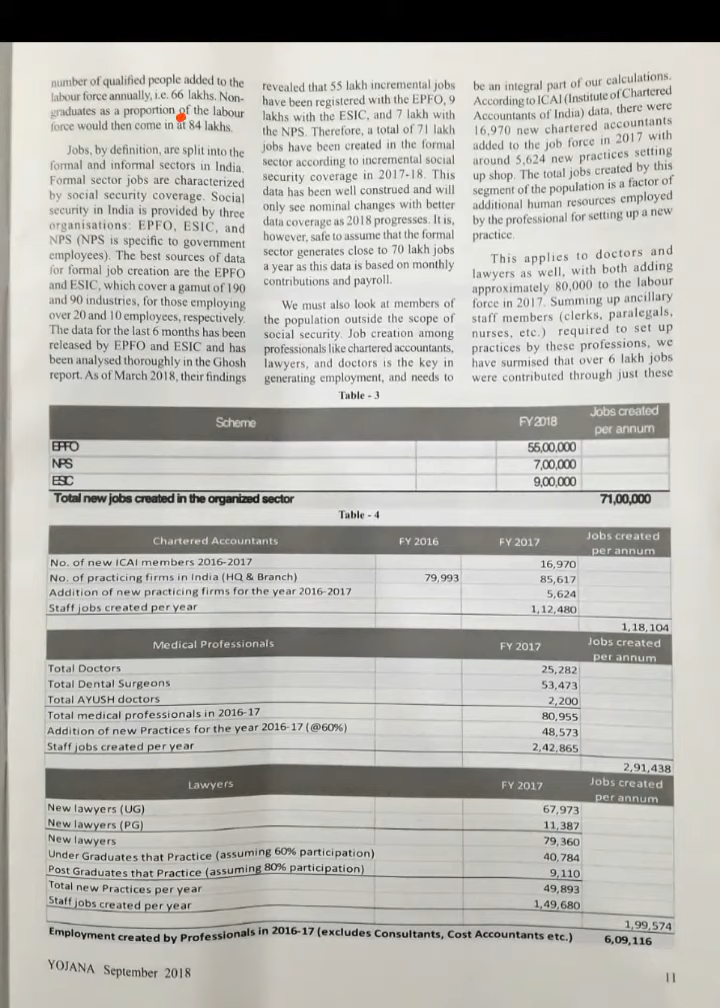 number of qualified people added to the
labour force annually, i.e. 66 lakhs. Non-
graduates as a proportion of the labour
force would then come in at 84 lakhs.
Jobs, by definition, are split into the
formal and informal sectors in India.
Formal sector jobs are characterized
by social security coverage. Social
security in India is provided by three
organisations: EPFO, ESIC, and
NPS (NPS is specific to government
employees). The best sources of data
for formal job creation are the EPFO
and ESIC, which cover a gamut of 190
and 90 industries, for those employing
over 20 and 10 employees, respectively.
The data for the last 6 months has been
released by EPFO and ESIC and has
been analysed thoroughly in the Ghosh
report. As of March 2018, their findings
revealed that 55 lakh incremental jobs
have been registered with the EPFO, 9
lakhs with the ESIC, and 7 lakh with
the NPS. Therefore, a total of 71 lakh
jobs have been created in the formal
sector according to incremental social
security coverage in 2017-18. This
data has been well construed and will
only see nominal changes with better
data coverage as 2018 progresses. It is,
however, safe to assume that the formal
sector generates close to 70 lakh jobs
a year as this data is based on monthly
contributions and payroll.
We must also look at members of
the population outside the scope of
social security. Job creation among
professionals like chartered accountants,
lawyers, and doctors is the key in
generating employment, and needs to
be an integral part of our calculations.
According to ICAI (Institute of Chartered
Accountants of India) data, there were
16,970 new chartered accountants
added to the job force in 2017 with
around 5,624 new practices setting
up shop. The total jobs created by this
segment of the population is a factor of
additional human resources employed
by the professional for setting up a new
practice.
This applies to doctors and
lawyers as well, with both adding
approximately 80,000 to the labour
force in 2017. Summing up ancillary
staff members (clerks, paralegals,
nurses, etc.) required to set up
practices by these professions, we
have surmised that over 6 lakh jobs
were contributed through just these
Table - 3
Scheme FY2018 Jobs created per annum
EPFO 55,00,000
NPS 7,00,000
ESC 9,00,000
Total new jobs created in the organized sector 71,00,000
Table - 4
Chartered Accountants FY 2016 FY 2017 Jobs created per annum
No. of new ICAI members 2016-2017 16,970
No. of practicing firms in India (HQ & Branch) 79,993 85,617
Addition of new practicing firms for the year 2016-2017 5,624
Staff jobs created per year 1,12,480
1,18,104
Medical Professionals FY 2017 Jobs created per annum
Total Doctors 25,282
Total Dental Surgeons 53,473
Total AYUSH doctors 2,200
Total medical professionals in 2016-17 80,955
Addition of new Practices for the year 2016-17 (@60%) 48,573
Staff jobs created per year 2,42,865
2,91,438
Lawyers FY 2017 Jobs created per annum
New lawyers (UG) 67,973
New lawyers (PG) 11,387
New lawyers 79,360
Under Graduates that Practice (assuming 60% participation) 40,784
Post Graduates that Practice (assuming 80% participation) 9,110
Total new Practices per year 49,893
Staff jobs created per year 1,49,680
1,99,574
Employment created by Professionals in 2016-17 (excludes Consultants, Cost Accountants etc.) 6,09,116
YOJANA September 2018
11